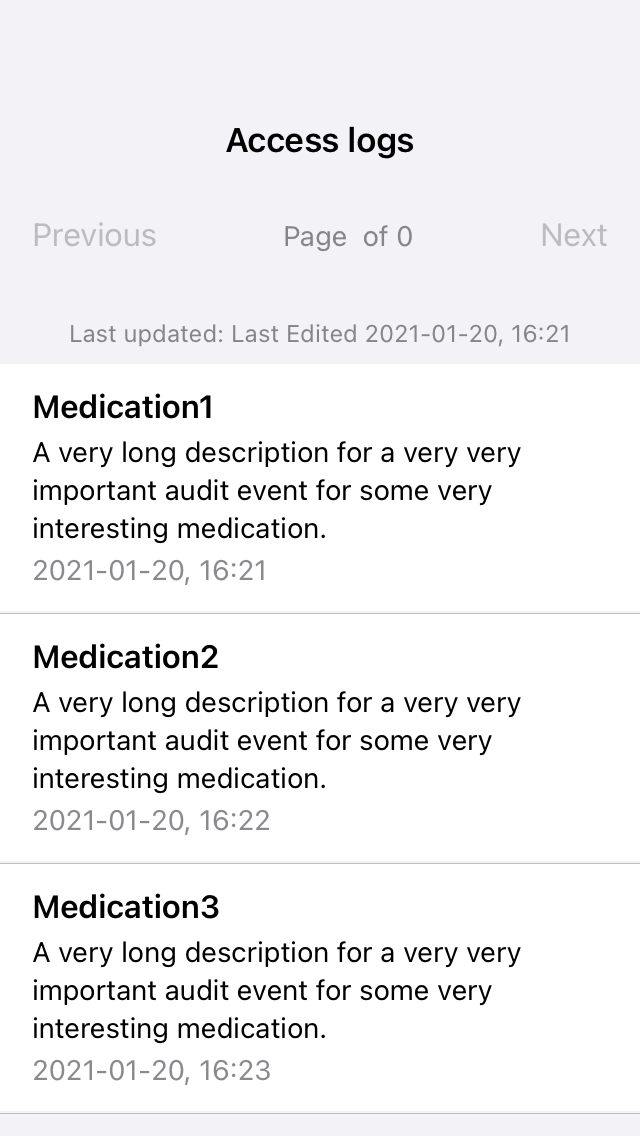 Access logs
Previous Page  of 0 Next
Last updated: Last Edited 2021-01-20, 16:21
Medication1
A very long description for a very very
important audit event for some very
interesting medication.
2021-01-20, 16:21
Medication2
A very long description for a very very
important audit event for some very
interesting medication.
2021-01-20, 16:22
Medication3
A very long description for a very very
important audit event for some very
interesting medication.
2021-01-20, 16:23